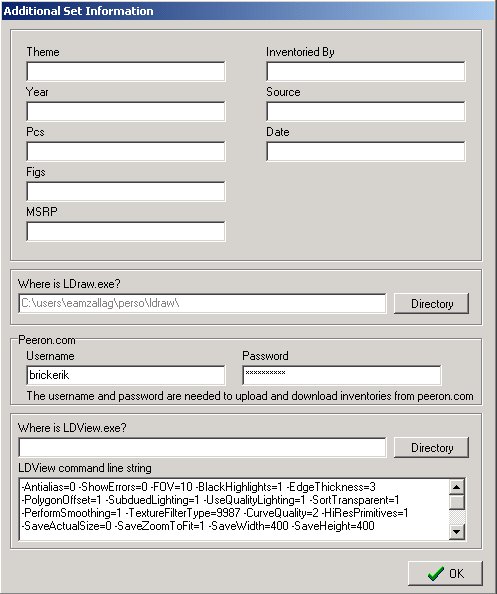 Additional Set Information
Theme
Inventoried By
Year
Source
Pcs
Date
Figs
MSRP
Where is LDraw.exe?
C:\users\eamzallag\perso\ldraw\
Directory
Peeron.com
Username
Password
brickerik
××××××××××
The username and password are needed to upload and download inventories from peeron.com
Where is LDView.exe?
Directory
LDView command line string
-Antialias=0 -ShowErrors=0 -FOV=10 -BlackHighlights=1 -EdgeThickness=3
-PolygonOffset=1 -SubduedLighting=1 -UseQualityLighting=1 -SortTransparent=1
-PerformSmoothing=1 -TextureFilterType=9987 -CurveQuality=2 -HiResPrimitives=1
-SaveActualSize=0 -SaveZoomToFit=1 -SaveWidth=400 -SaveHeight=400
OK